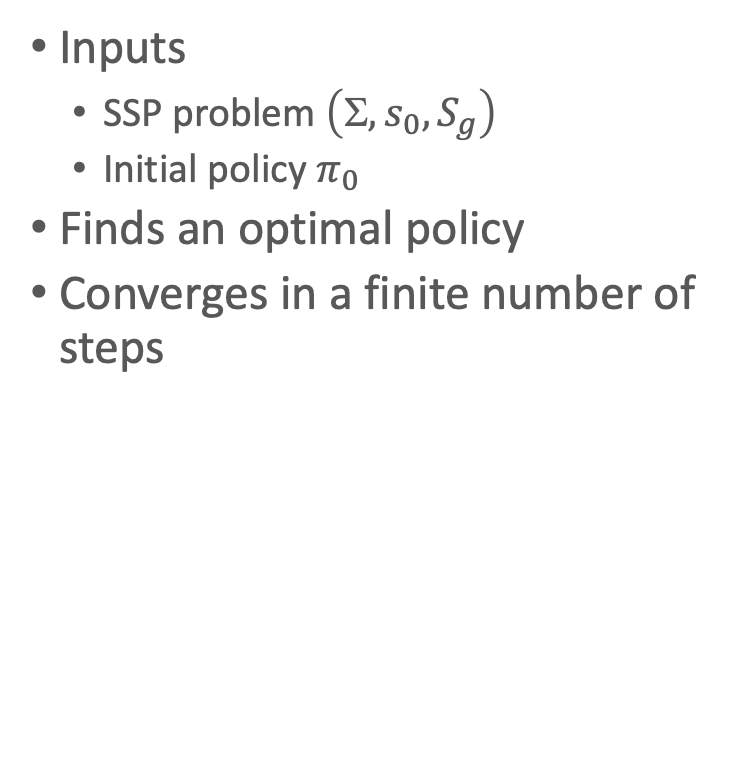 • Inputs
• SSP problem (Σ, s₀, S_g)
• Initial policy π₀
• Finds an optimal policy
• Converges in a finite number of
steps